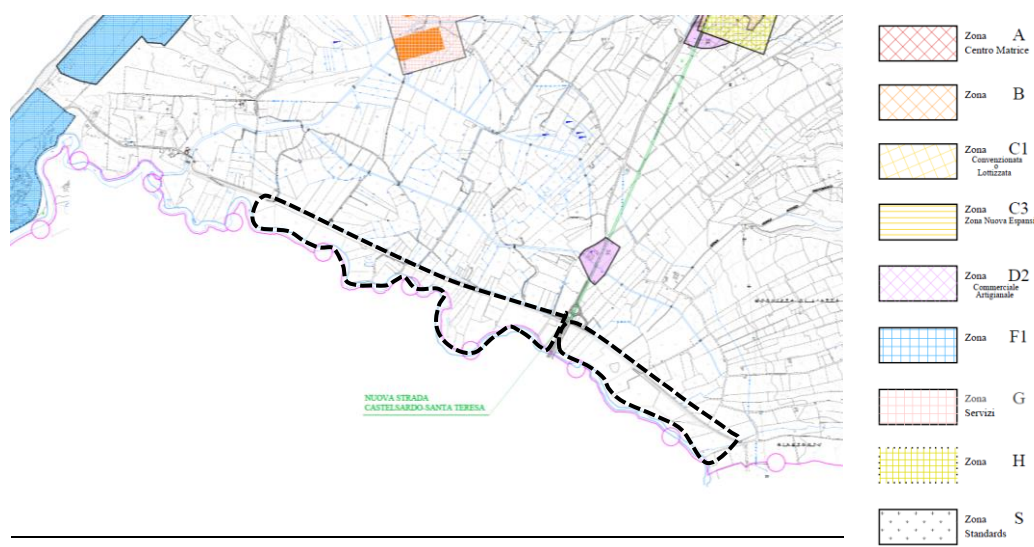 NUOVA STRADA
CASTELSARDO-SANTA TERESA
Zona A
Centro Matrice
Zona B
Zona C1
Convenzionata
o
Lottizzata
Zona C3
Zona Nuova Espans
Zona D2
Commerciale
Artigianale
Zona F1
Zona G
Servizi
Zona H
Zona S
Standards